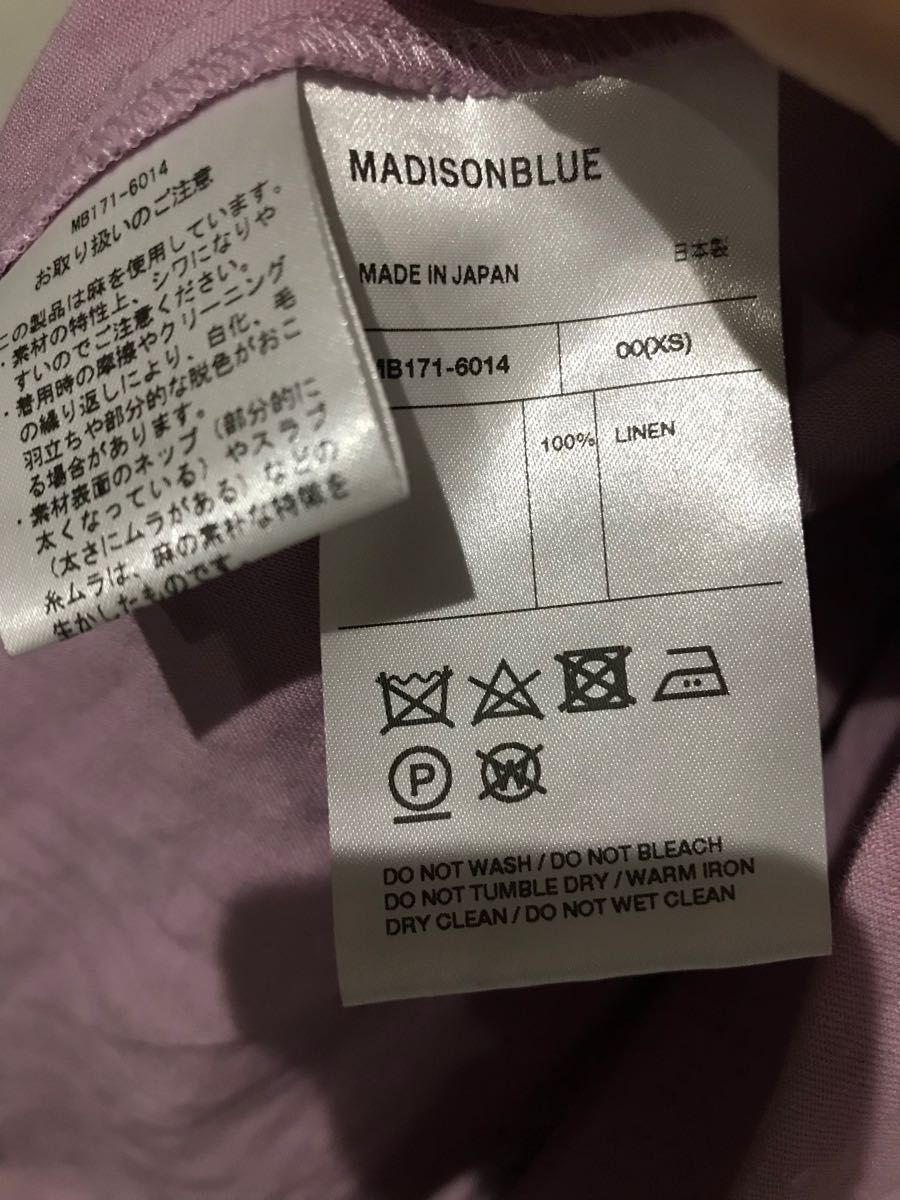 MB171-6014
お取り扱いのご注意
この製品は麻を使用しています。
・素材の特性上、シワになりや
すいのでご注意ください。
・着用時の摩擦やクリーニング
の繰り返しにより、白化、毛
羽立ちや部分的な脱色がおこ
る場合があります。
・素材表面のネップ（部分的に
太くなっている）やスラブ
（太さにムラがある）などの
糸ムラは、麻の素朴な特徴を
生かしたものです。
MADISONBLUE
MADE IN JAPAN 日本製
MB171-6014 00(XS)
100% LINEN
P
W
DO NOT WASH / DO NOT BLEACH
DO NOT TUMBLE DRY / WARM IRON
DRY CLEAN / DO NOT WET CLEAN